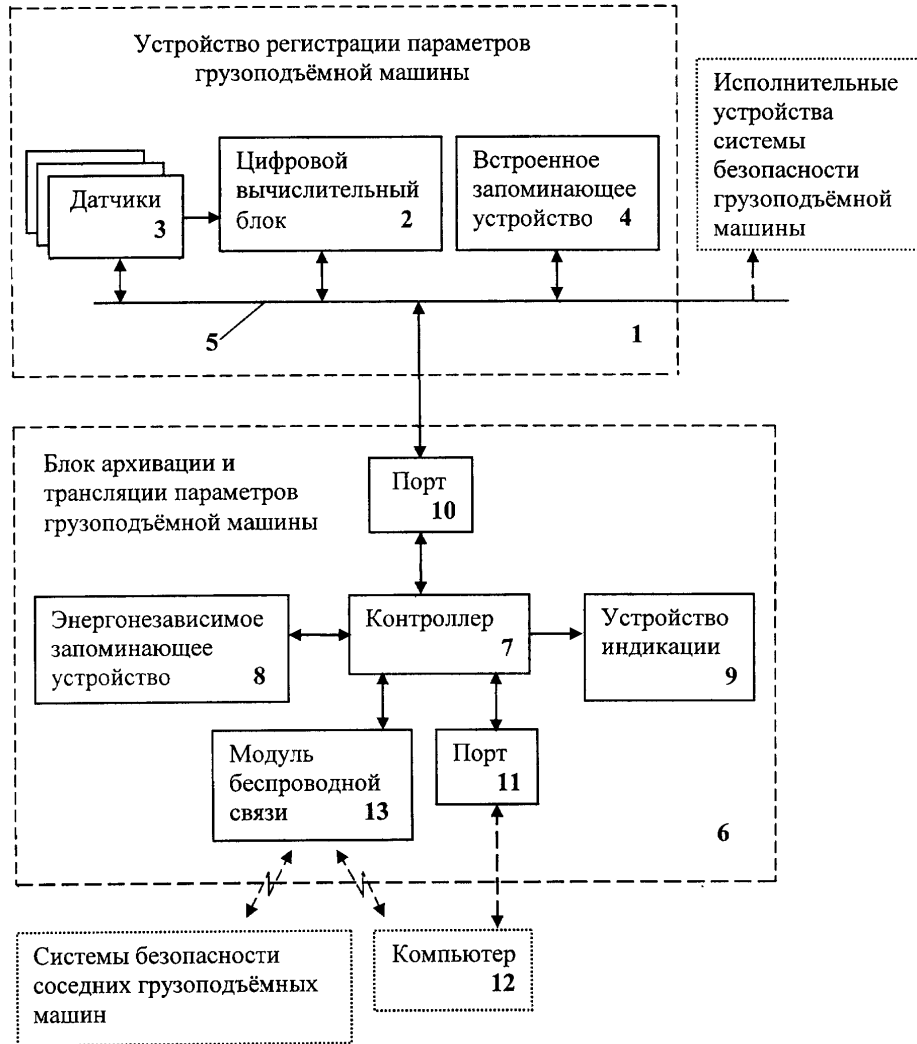 Устройство регистрации параметров
грузоподъёмной машины
Исполнительные
устройства
системы
безопасности
грузоподъёмной
машины
Датчики
3
Цифровой
вычислительный
блок 2
Встроенное
запоминающее
устройство 4
5
1
Блок архивации и
трансляции параметров
грузоподъёмной машины
Порт
10
Энергонезависимое
запоминающее
устройство 8
Контроллер
7
Устройство
индикации
9
Модуль
беспроводной
связи 13
Порт
11
6
Системы безопасности
соседних грузоподъёмных
машин
Компьютер
12